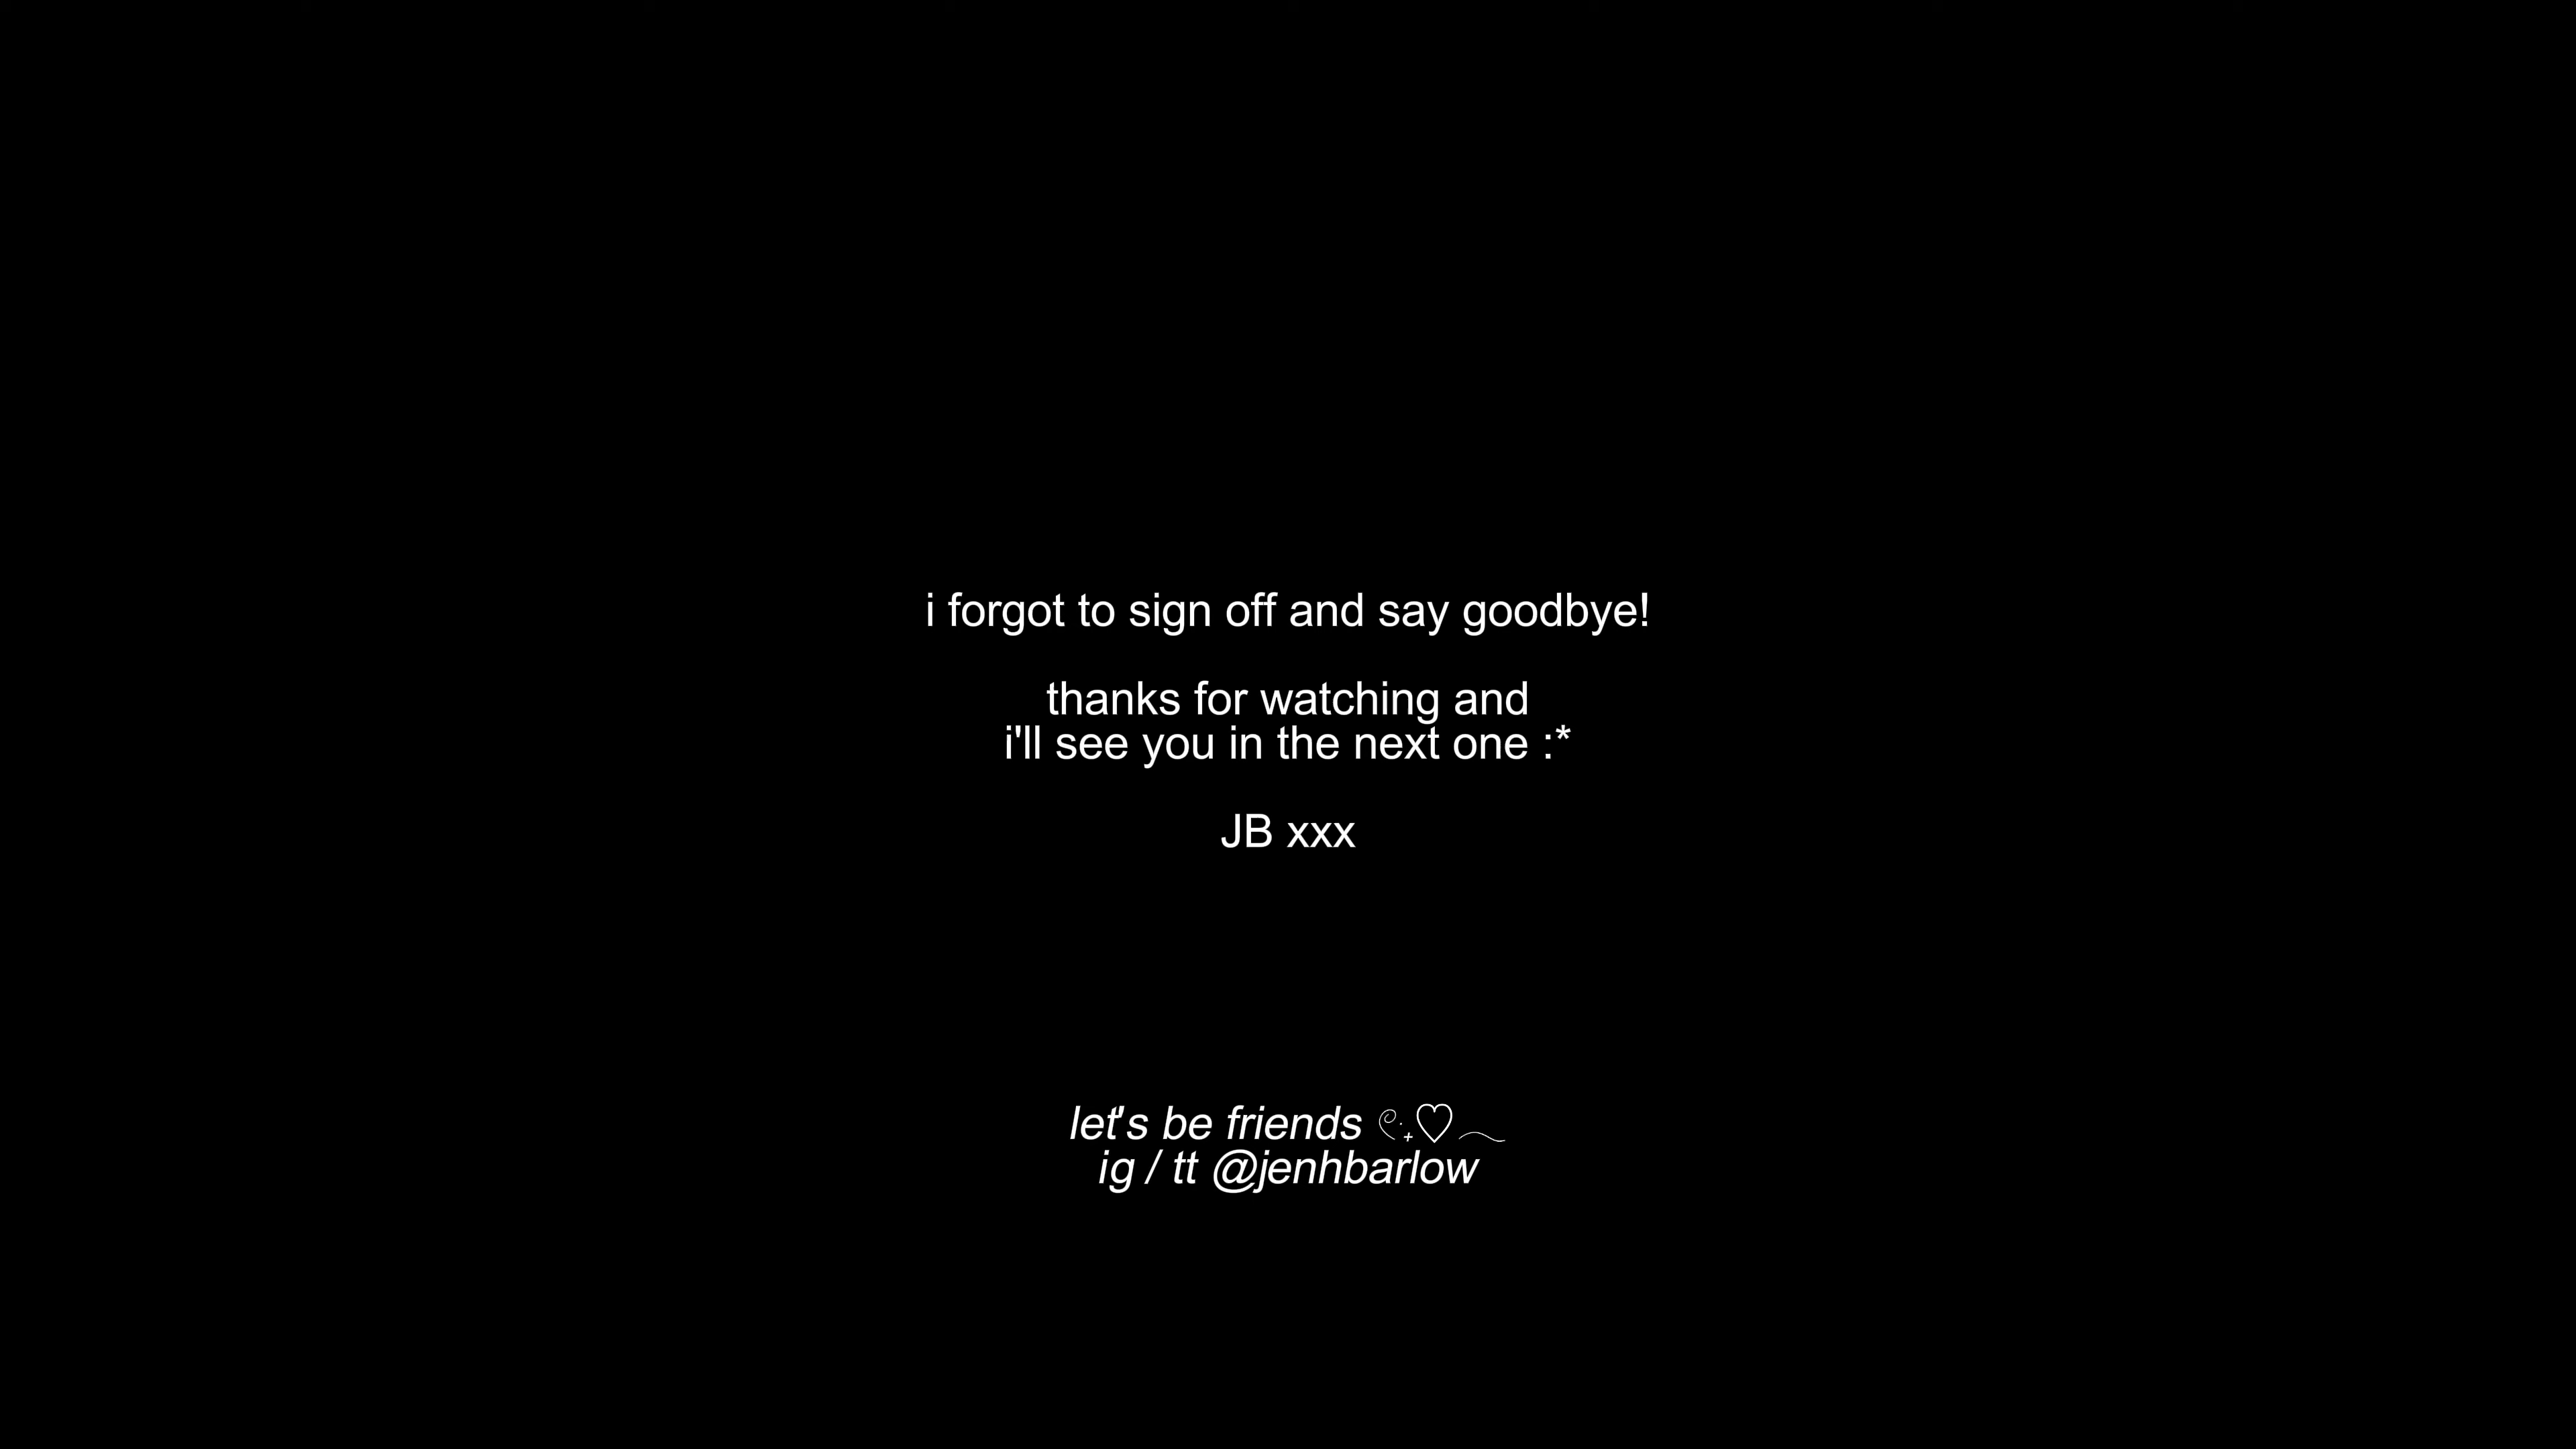 i forgot to sign off and say goodbye!
thanks for watching and
i'll see you in the next one :*
JB xxx
let's be friends ৎ‧₊♡︵
ig / tt @jenhbarlow